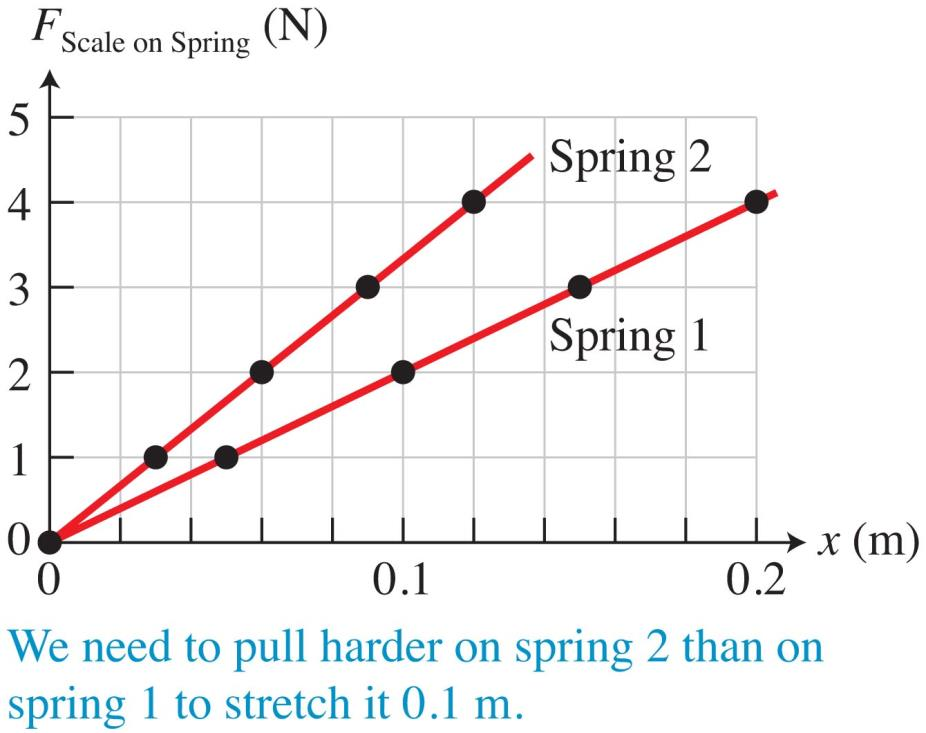 F Scale on Spring (N)
5
4
3
2
1
0
Spring 2
Spring 1
0
0.1
0.2
x (m)
We need to pull harder on spring 2 than on
spring 1 to stretch it 0.1 m.